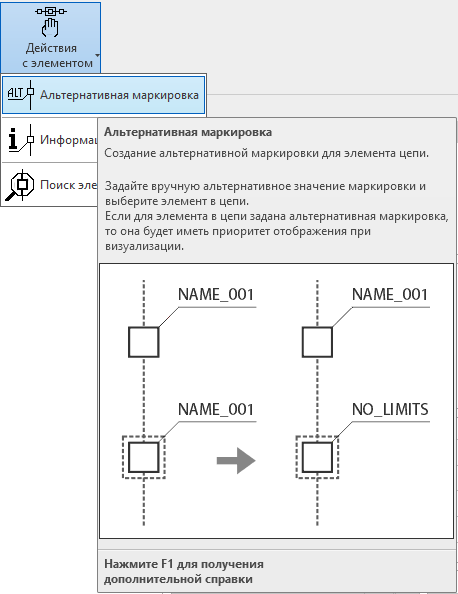 Действия
с элементом
ALT
Альтернативная маркировка
Информац
Поиск эле
Альтернативная маркировка
Создание альтернативной маркировки для элемента цепи.
Задайте вручную альтернативное значение маркировки и
выберите элемент в цепи.
Если для элемента в цепи задана альтернативная маркировка,
то она будет иметь приоритет отображения при
визуализации.
NAME_001
NAME_001
NAME_001
NO_LIMITS
Нажмите F1 для получения
дополнительной справки